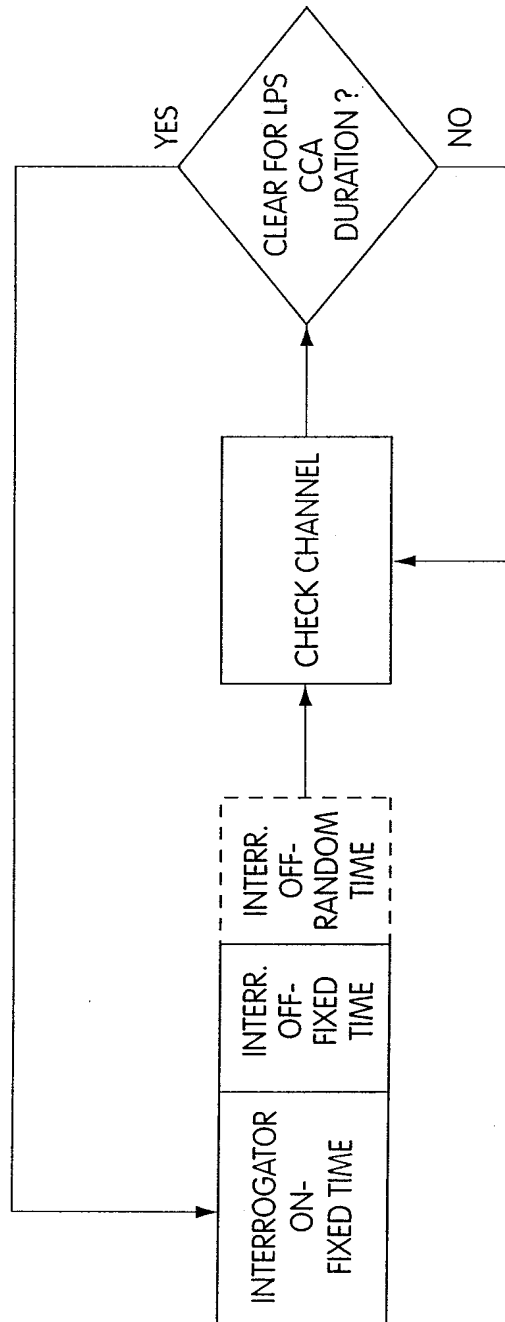 INTERROGATOR
ON-
FIXED TIME
INTERR.
OFF-
FIXED
TIME
INTERR.
OFF-
RANDOM
TIME
CHECK CHANNEL
CLEAR FOR LPS
CCA
DURATION ?
YES
NO